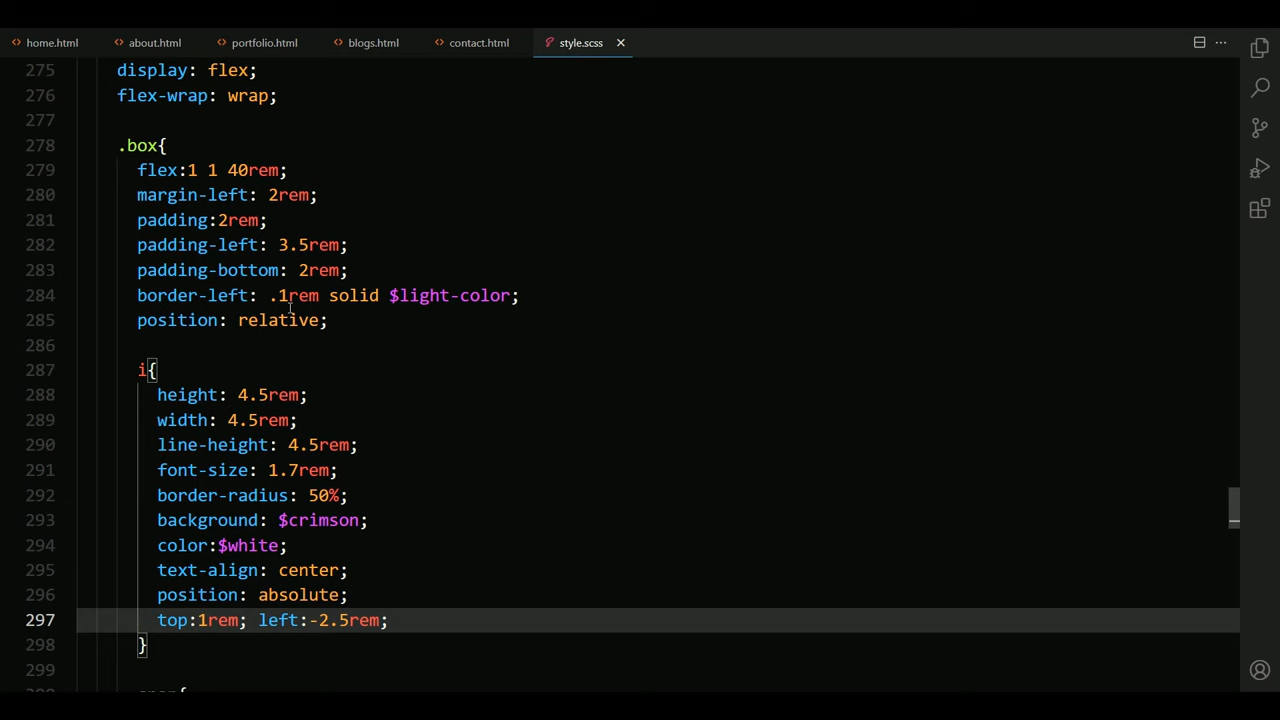 home.html about.html portfolio.html blogs.html contact.html style.scss
275 display: flex;
276 flex-wrap: wrap;
277
278 .box{
279 flex:1 1 40rem;
280 margin-left: 2rem;
281 padding:2rem;
282 padding-left: 3.5rem;
283 padding-bottom: 2rem;
284 border-left: .1rem solid $light-color;
285 position: relative;
286
287 i{
288 height: 4.5rem;
289 width: 4.5rem;
290 line-height: 4.5rem;
291 font-size: 1.7rem;
292 border-radius: 50%;
293 background: $crimson;
294 color:$white;
295 text-align: center;
296 position: absolute;
297 top:1rem; left:-2.5rem;
298 }
299